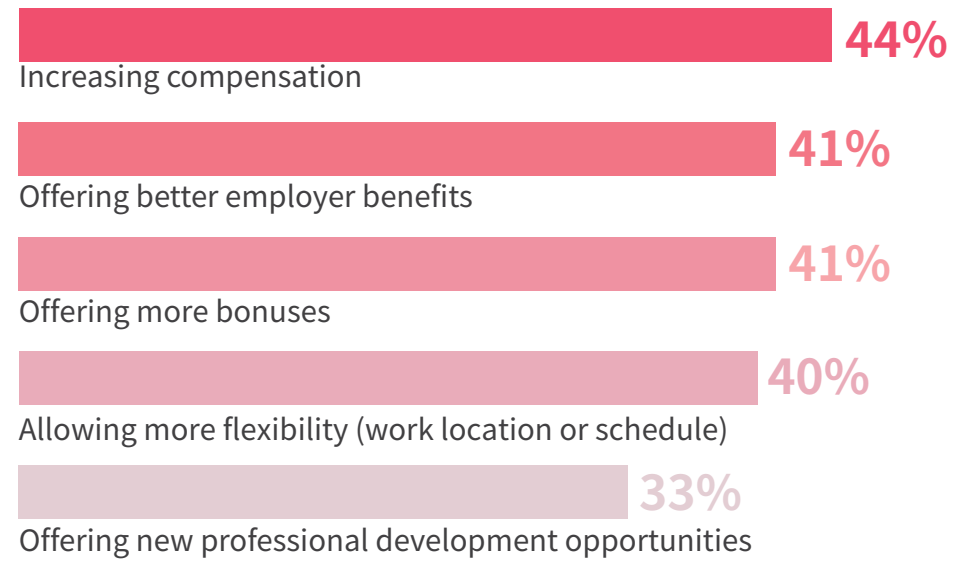 44%
Increasing compensation
41%
Offering better employer benefits
41%
Offering more bonuses
40%
Allowing more flexibility (work location or schedule)
33%
Offering new professional development opportunities